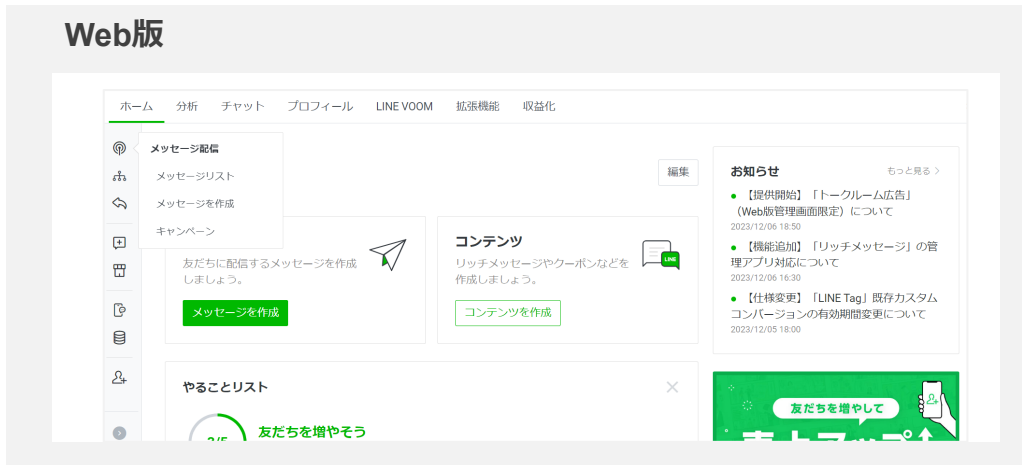 Web版
ホーム 分析 チャット プロフィール LINE VOOM 拡張機能 収益化
メッセージ配信
メッセージリスト
メッセージを作成
キャンペーン
編集
友だちに配信するメッセージを作成
しましょう。
メッセージを作成
コンテンツ
リッチメッセージやクーポンなどを
作成しましょう。
LINE
コンテンツを作成
お知らせ
もっと見る
【提供開始】「トークルーム広告」
（Web版管理画面限定）について
2023/12/06 18:50
【機能追加】「リッチメッセージ」の管
理アプリ対応について
2023/12/06 16:30
【仕様変更】「LINE Tag」既存カスタム
コンバージョンの有効期間変更について
2023/12/05 18:00
やることリスト
友だちを増やそう
友だちを増やして